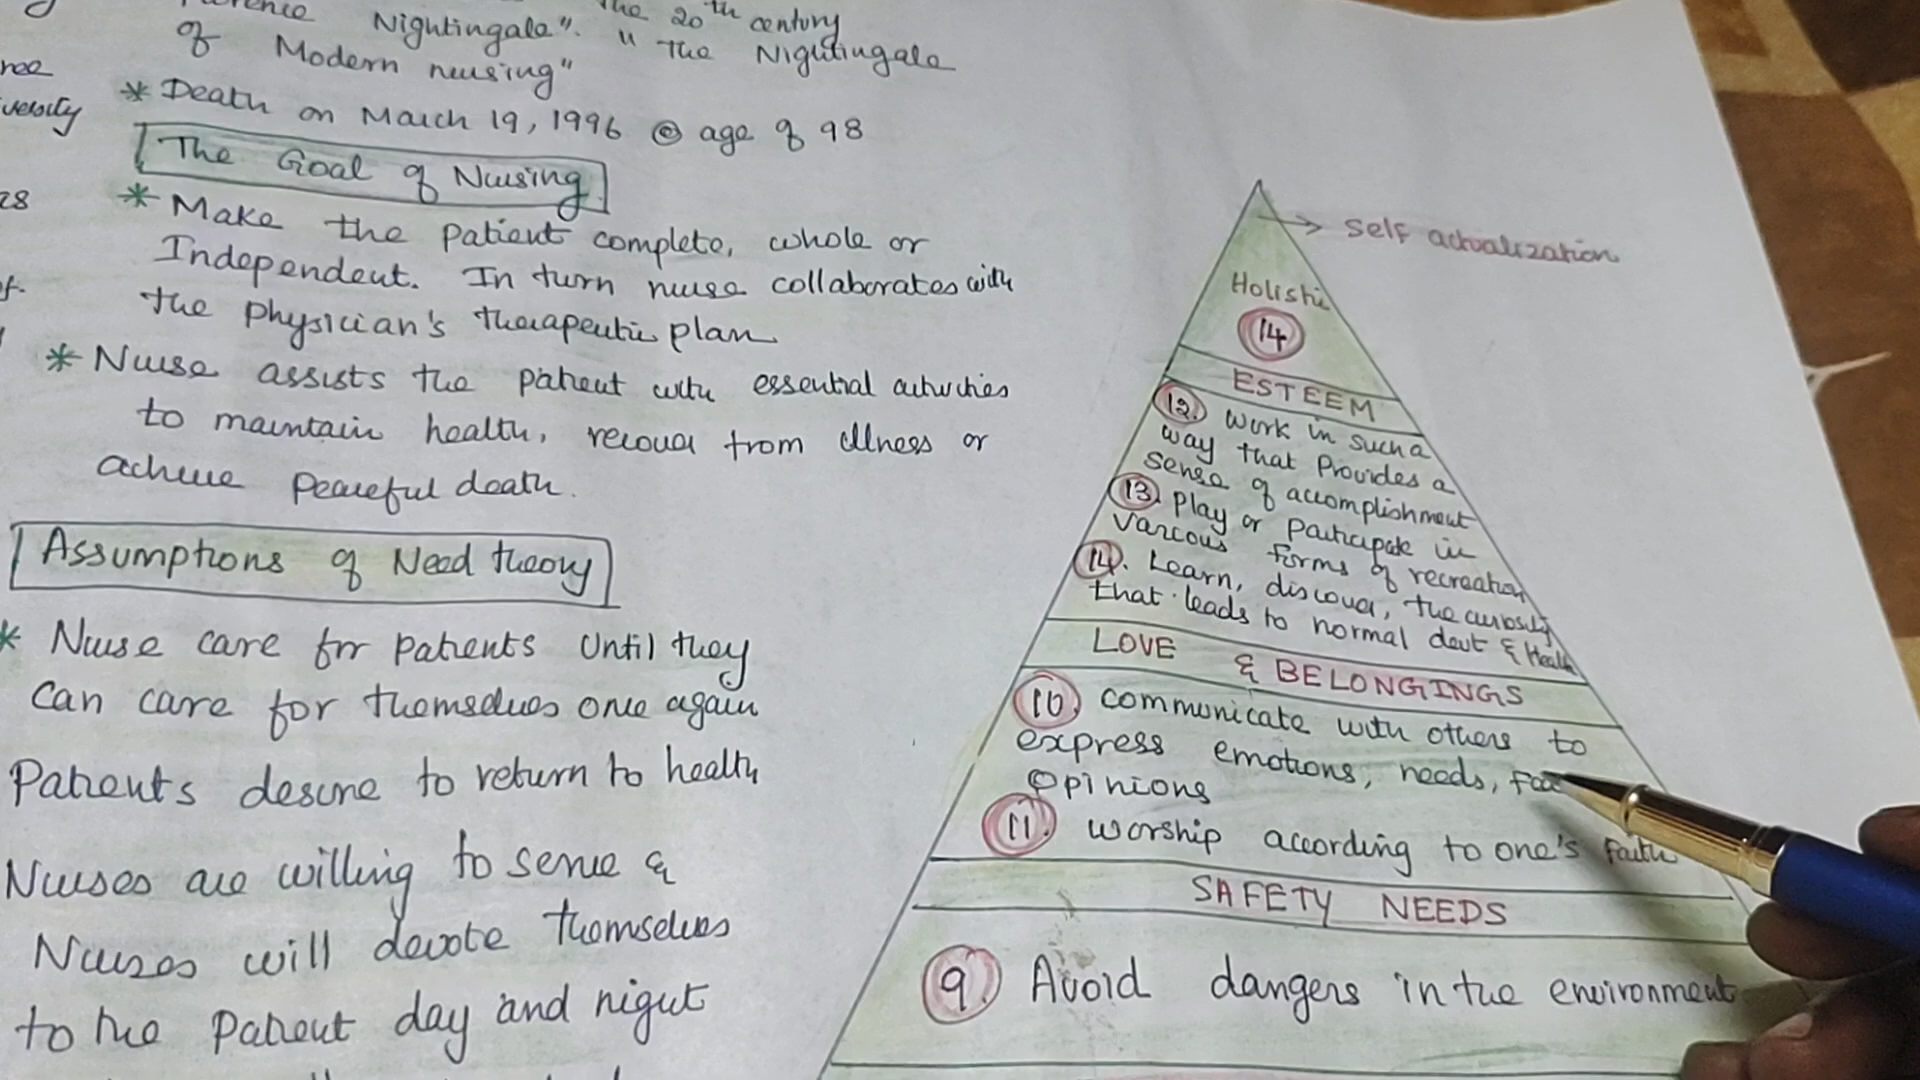 the 20th century
Nightingale". "The Nightingale
of Modern nursing"
* Death on March 19, 1996 @ age of 98
The Goal of Nursing
* Make the patient complete, whole or
Independent. In turn nurse collaborates with
the physician's therapeutic plan
* Nurse assists the patient with essential activities
to maintain health, recover from illness or
achieve peaceful death.
Assumptions of Need theory
* Nurse care for patients Until they
can care for themselves once again
Patients desire to return to health
Nurses are willing to serve &
Nurses will devote themselves
to the patient day and night
28
→ Self actualization
Holistic
14
ESTEEM
12. Work in such a
way that Provides a
sense of accomplishment
13. Play or Participate in
various forms of recreation
14. Learn, discover, the curiosity
that leads to normal devt & Health
LOVE & BELONGINGS
10. communicate with others to
express emotions, needs,
Opinions
11. worship according to one's faith
SAFETY NEEDS
9. Avoid dangers in the environment